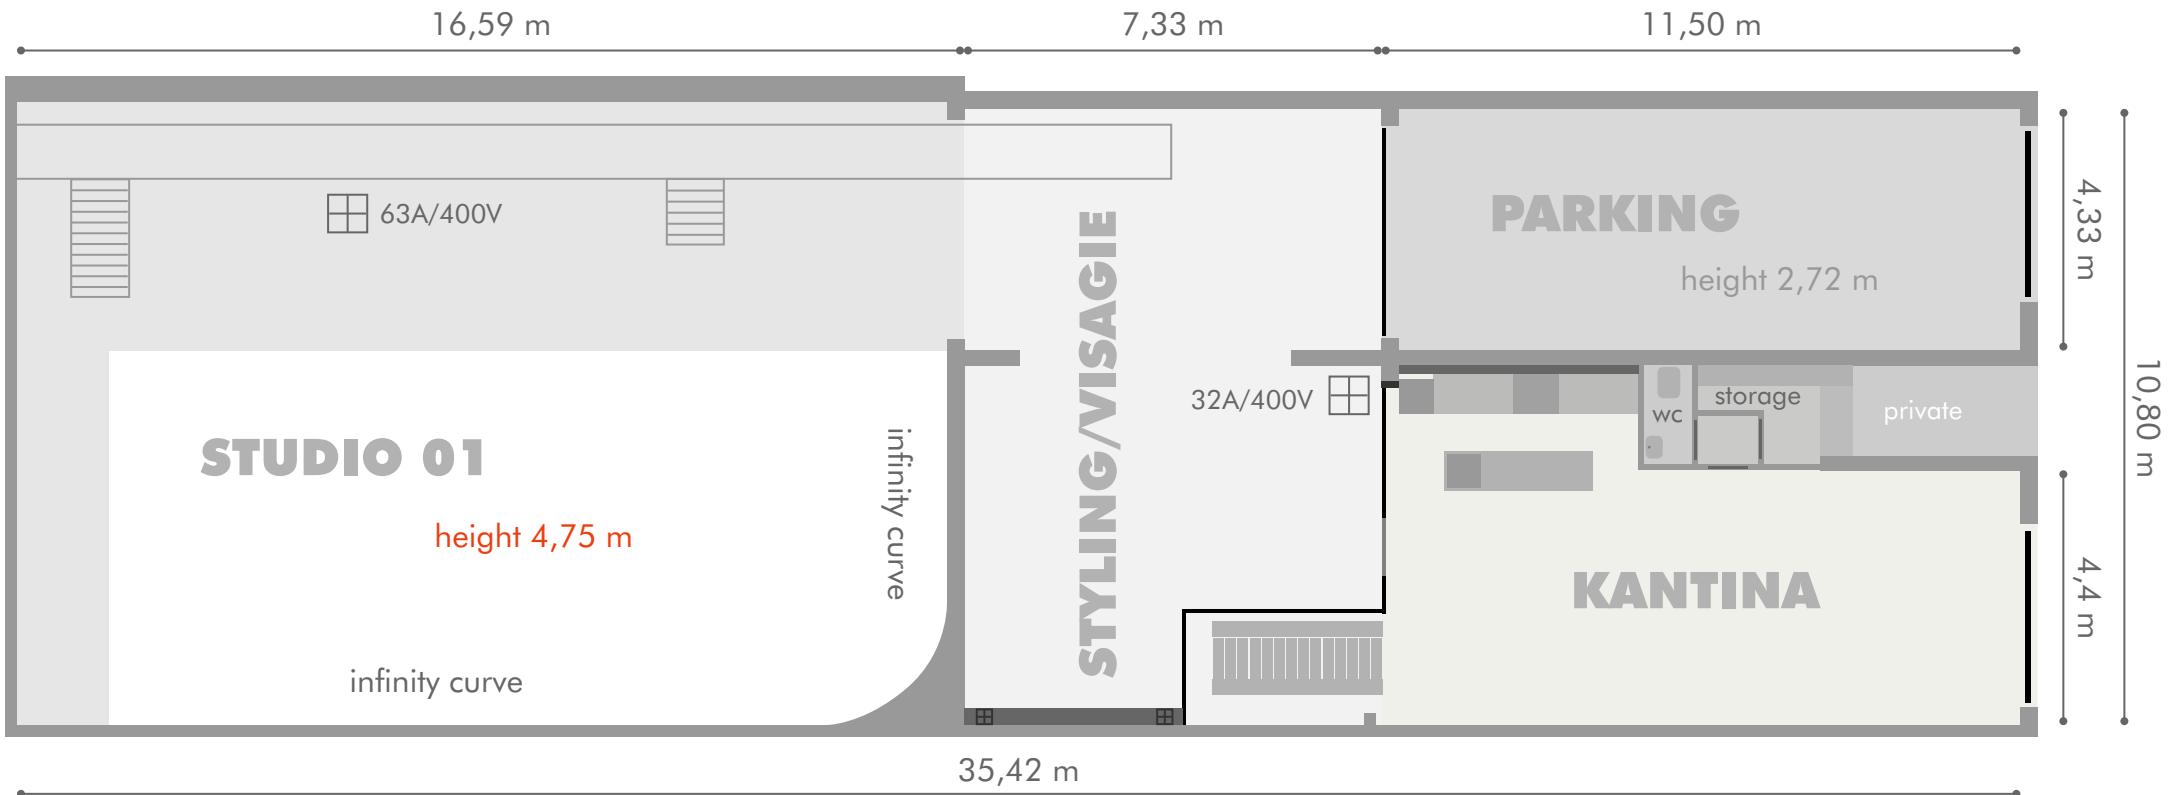 16,59 m
7,33 m
11,50 m
63A/400V
PARKING
height 2,72 m
4,33 m
STYLING/VISAGIE
32A/400V
wc
storage
private
10,80 m
STUDIO 01
height 4,75 m
infinity curve
infinity curve
KANTINA
4,4 m
35,42 m